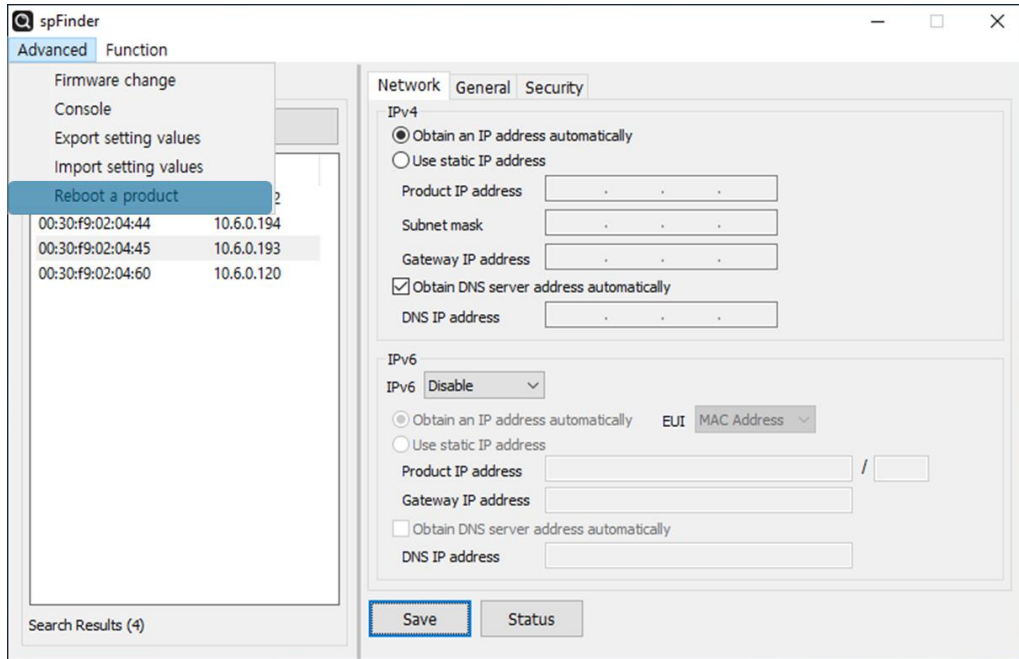 spFinder
Advanced Function
Firmware change
Console
Export setting values
Import setting values
Reboot a product
2
00:30:f9:02:04:44 10.6.0.194
00:30:f9:02:04:45 10.6.0.193
00:30:f9:02:04:60 10.6.0.120
Search Results (4)
Network General Security
IPv4
Obtain an IP address automatically
Use static IP address
Product IP address . . .
Subnet mask . . .
Gateway IP address . . .
Obtain DNS server address automatically
DNS IP address . . .
IPv6
IPv6 Disable
Obtain an IP address automatically EUI MAC Address
Use static IP address
Product IP address /
Gateway IP address
Obtain DNS server address automatically
DNS IP address
Save Status